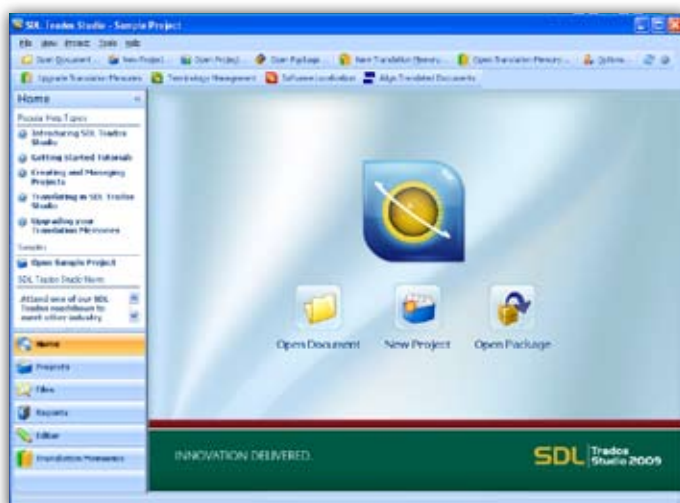 SDL Trados Studio - Sample Project
File View Project Tools Help
Open Document... New Project... Open Project... Open Package... New Translation Memory... Open Translation Memory... Options...
Upgrade Translation Memories Terminology Management Software Localization Align Translated Documents
Home
Popular Help Topics
Introducing SDL Trados
Studio
Getting Started Tutorials
Creating and Managing
Projects
Translating in SDL Trados
Studio
Upgrading your
Translation Memories
Samples
Open Sample Project
SDL Trados Studio News
Attend one of our SDL
Trados roadshows to
meet other industry
Home
Projects
Files
Reports
Editor
Translation Memories
Open Document New Project Open Package
INNOVATION DELIVERED.
SDL Trados
Studio 2009